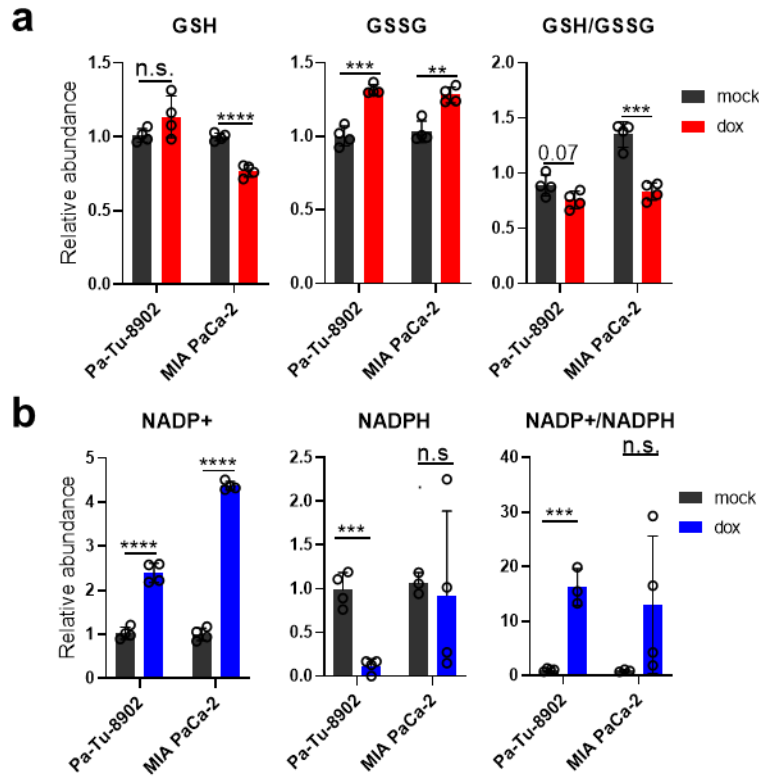 a
GSH
GSSG
GSH/GSSG
Relative abundance
1.5
1.0
0.5
0.0
n.s.
****
Pa-Tu-8902
MIA PaCa-2
1.5
1.0
0.5
0.0
***
**
Pa-Tu-8902
MIA PaCa-2
2.0
1.5
1.0
0.5
0.0
0.07
***
Pa-Tu-8902
MIA PaCa-2
mock
dox
b
NADP+
NADPH
NADP+/NADPH
Relative abundance
5
4
3
2
1
0
****
****
Pa-Tu-8902
MIA PaCa-2
2.5
2.0
1.5
1.0
0.5
0.0
***
n.s
Pa-Tu-8902
MIA PaCa-2
40
30
20
10
0
***
n.s.
Pa-Tu-8902
MIA PaCa-2
mock
dox